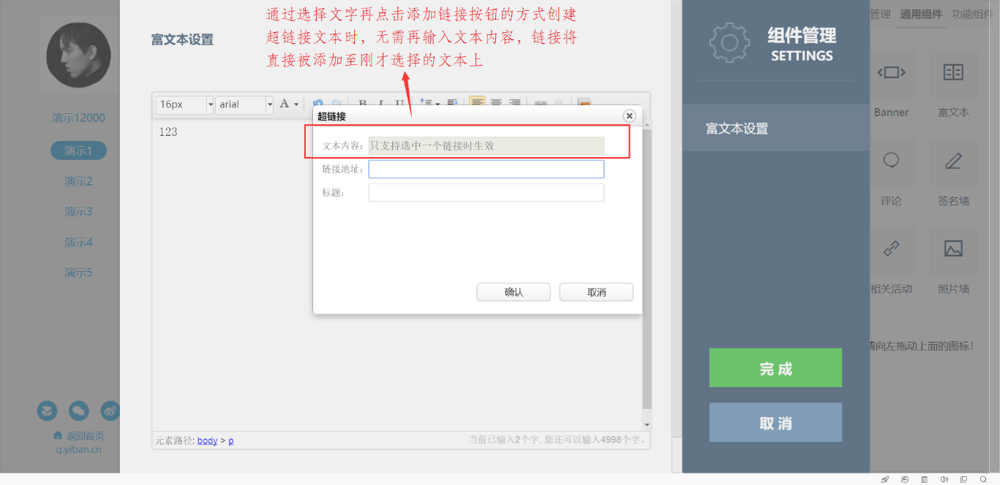 通过选择文字再点击添加链接按钮的方式创建
超链接文本时，无需再输入文本内容，链接将
直接被添加至刚才选择的文本上
富文本设置
演示12000
演示1
演示2
演示3
演示4
演示5
返回首页
q.yiban.cn
16px
arial
A
B I U
123
超链接
文本内容：
只支持选中一个链接时生效
链接地址：
标题：
确认
取消
元素路径: body > p
当前已输入2个字, 您还可以输入4998个字。
组件管理
SETTINGS
富文本设置
完 成
取 消
管理
通用组件
功能组件
Banner
富文本
评论
签名墙
相关活动
照片墙
请向左拖动上面的图标!